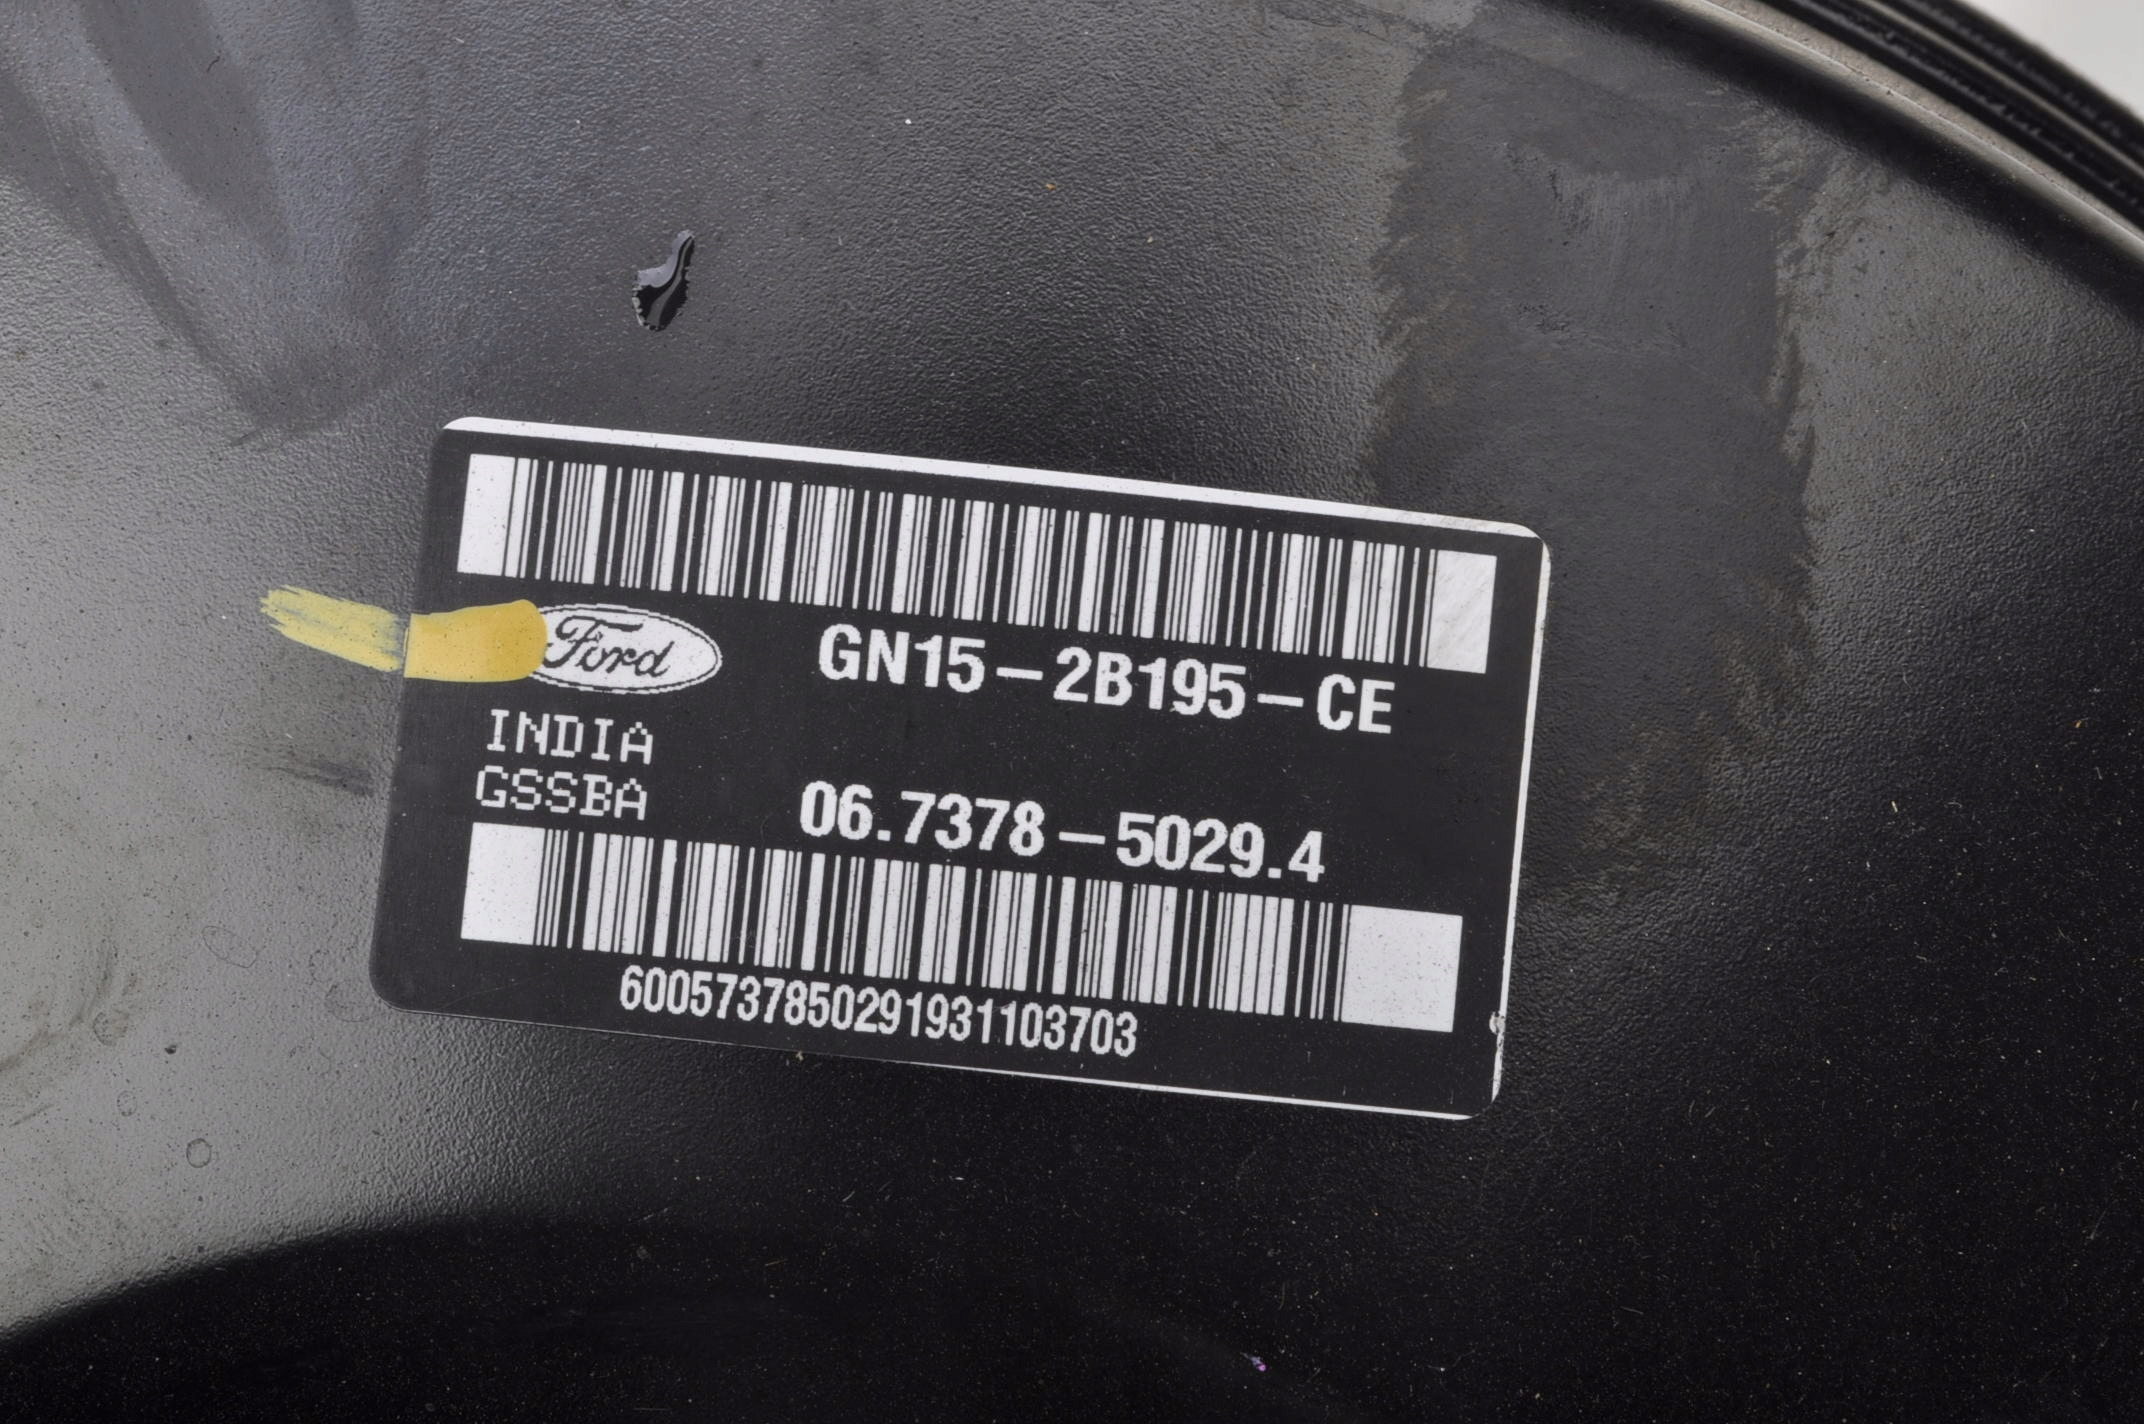 Ford
GN15-2B195-CE
INDIA
GSSBA
06.7378-5029.4
6005737850291931103703